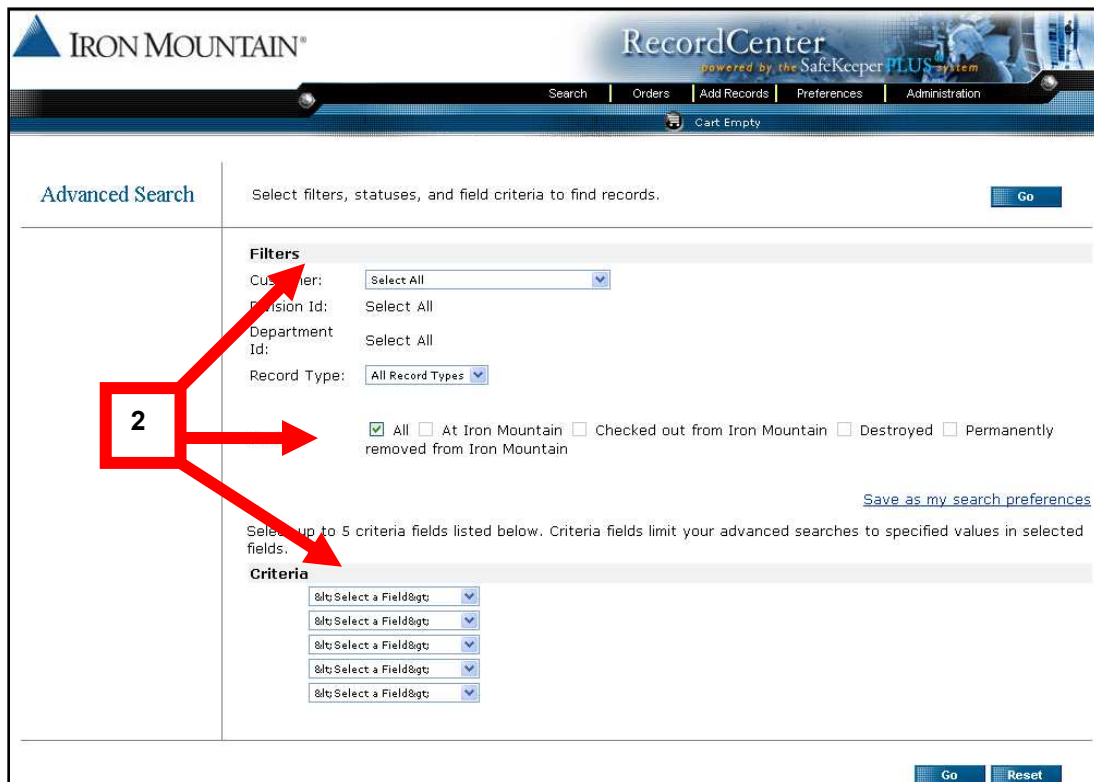 IRON MOUNTAIN®
RecordCenter
powered by the SafeKeeper PLUS® system
Search Orders Add Records Preferences Administration
Cart Empty
Advanced Search
Select filters, statuses, and field criteria to find records.
Go
Filters
Customer: Select All
Division Id: Select All
Department
Id: Select All
Record Type: All Record Types
2
All At Iron Mountain Checked out from Iron Mountain Destroyed Permanently
removed from Iron Mountain
Save as my search preferences
Select up to 5 criteria fields listed below. Criteria fields limit your advanced searches to specified values in selected
fields.
Criteria
&lt;Select a Field&gt;
&lt;Select a Field&gt;
&lt;Select a Field&gt;
&lt;Select a Field&gt;
&lt;Select a Field&gt;
Go Reset